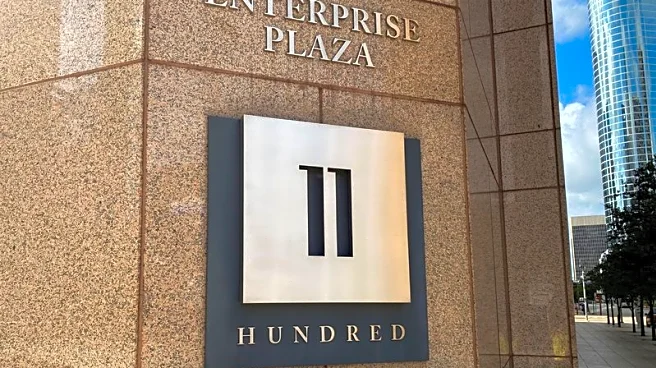 ENTERPRISE
PLAZA
11
HUNDRED